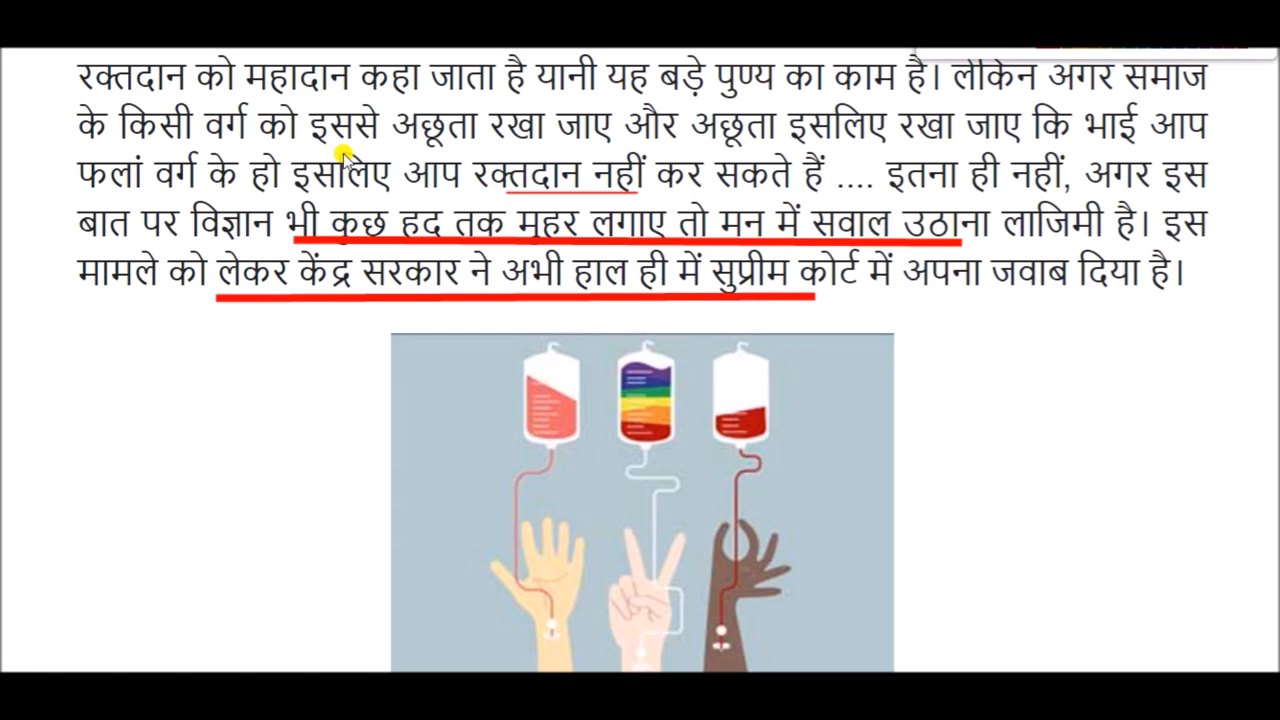 रक्तदान को महादान कहा जाता है यानी यह बड़े पुण्य का काम है। लेकिन अगर समाज
के किसी वर्ग को इससे अछूता रखा जाए और अछूता इसलिए रखा जाए कि भाई आप
फलां वर्ग के हो इसलिए आप रक्तदान नहीं कर सकते हैं .... इतना ही नहीं, अगर इस
बात पर विज्ञान भी कुछ हद तक मुहर लगाए तो मन में सवाल उठाना लाजिमी है। इस
मामले को लेकर केंद्र सरकार ने अभी हाल ही में सुप्रीम कोर्ट में अपना जवाब दिया है।